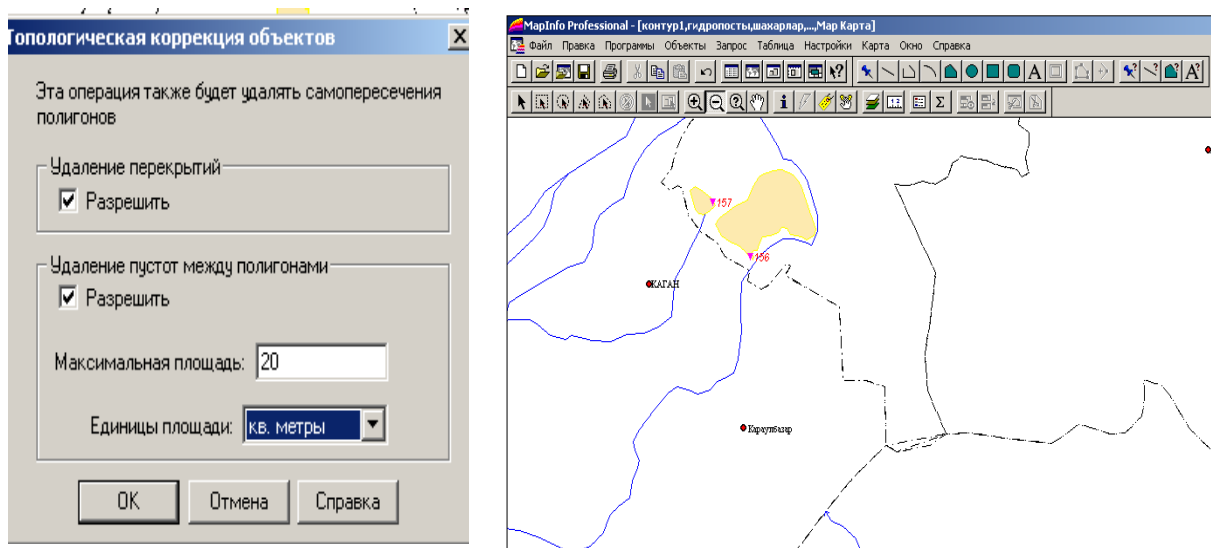 Топологическая коррекция объектов
Эта операция также будет удалять самопересечения
полигонов
Удаление перекрытий
Разрешить
Удаление пустот между полигонами
Разрешить
Максимальная площадь: 20
Единицы площади: кв. метры
OK Отмена Справка
MapInfo Professional - [контур1,гидропосты,шахарлар,...,Map Карта]
Файл Правка Программы Объекты Запрос Таблица Настройки Карта Окно Справка
157
156
КАГАН
Караулбазар